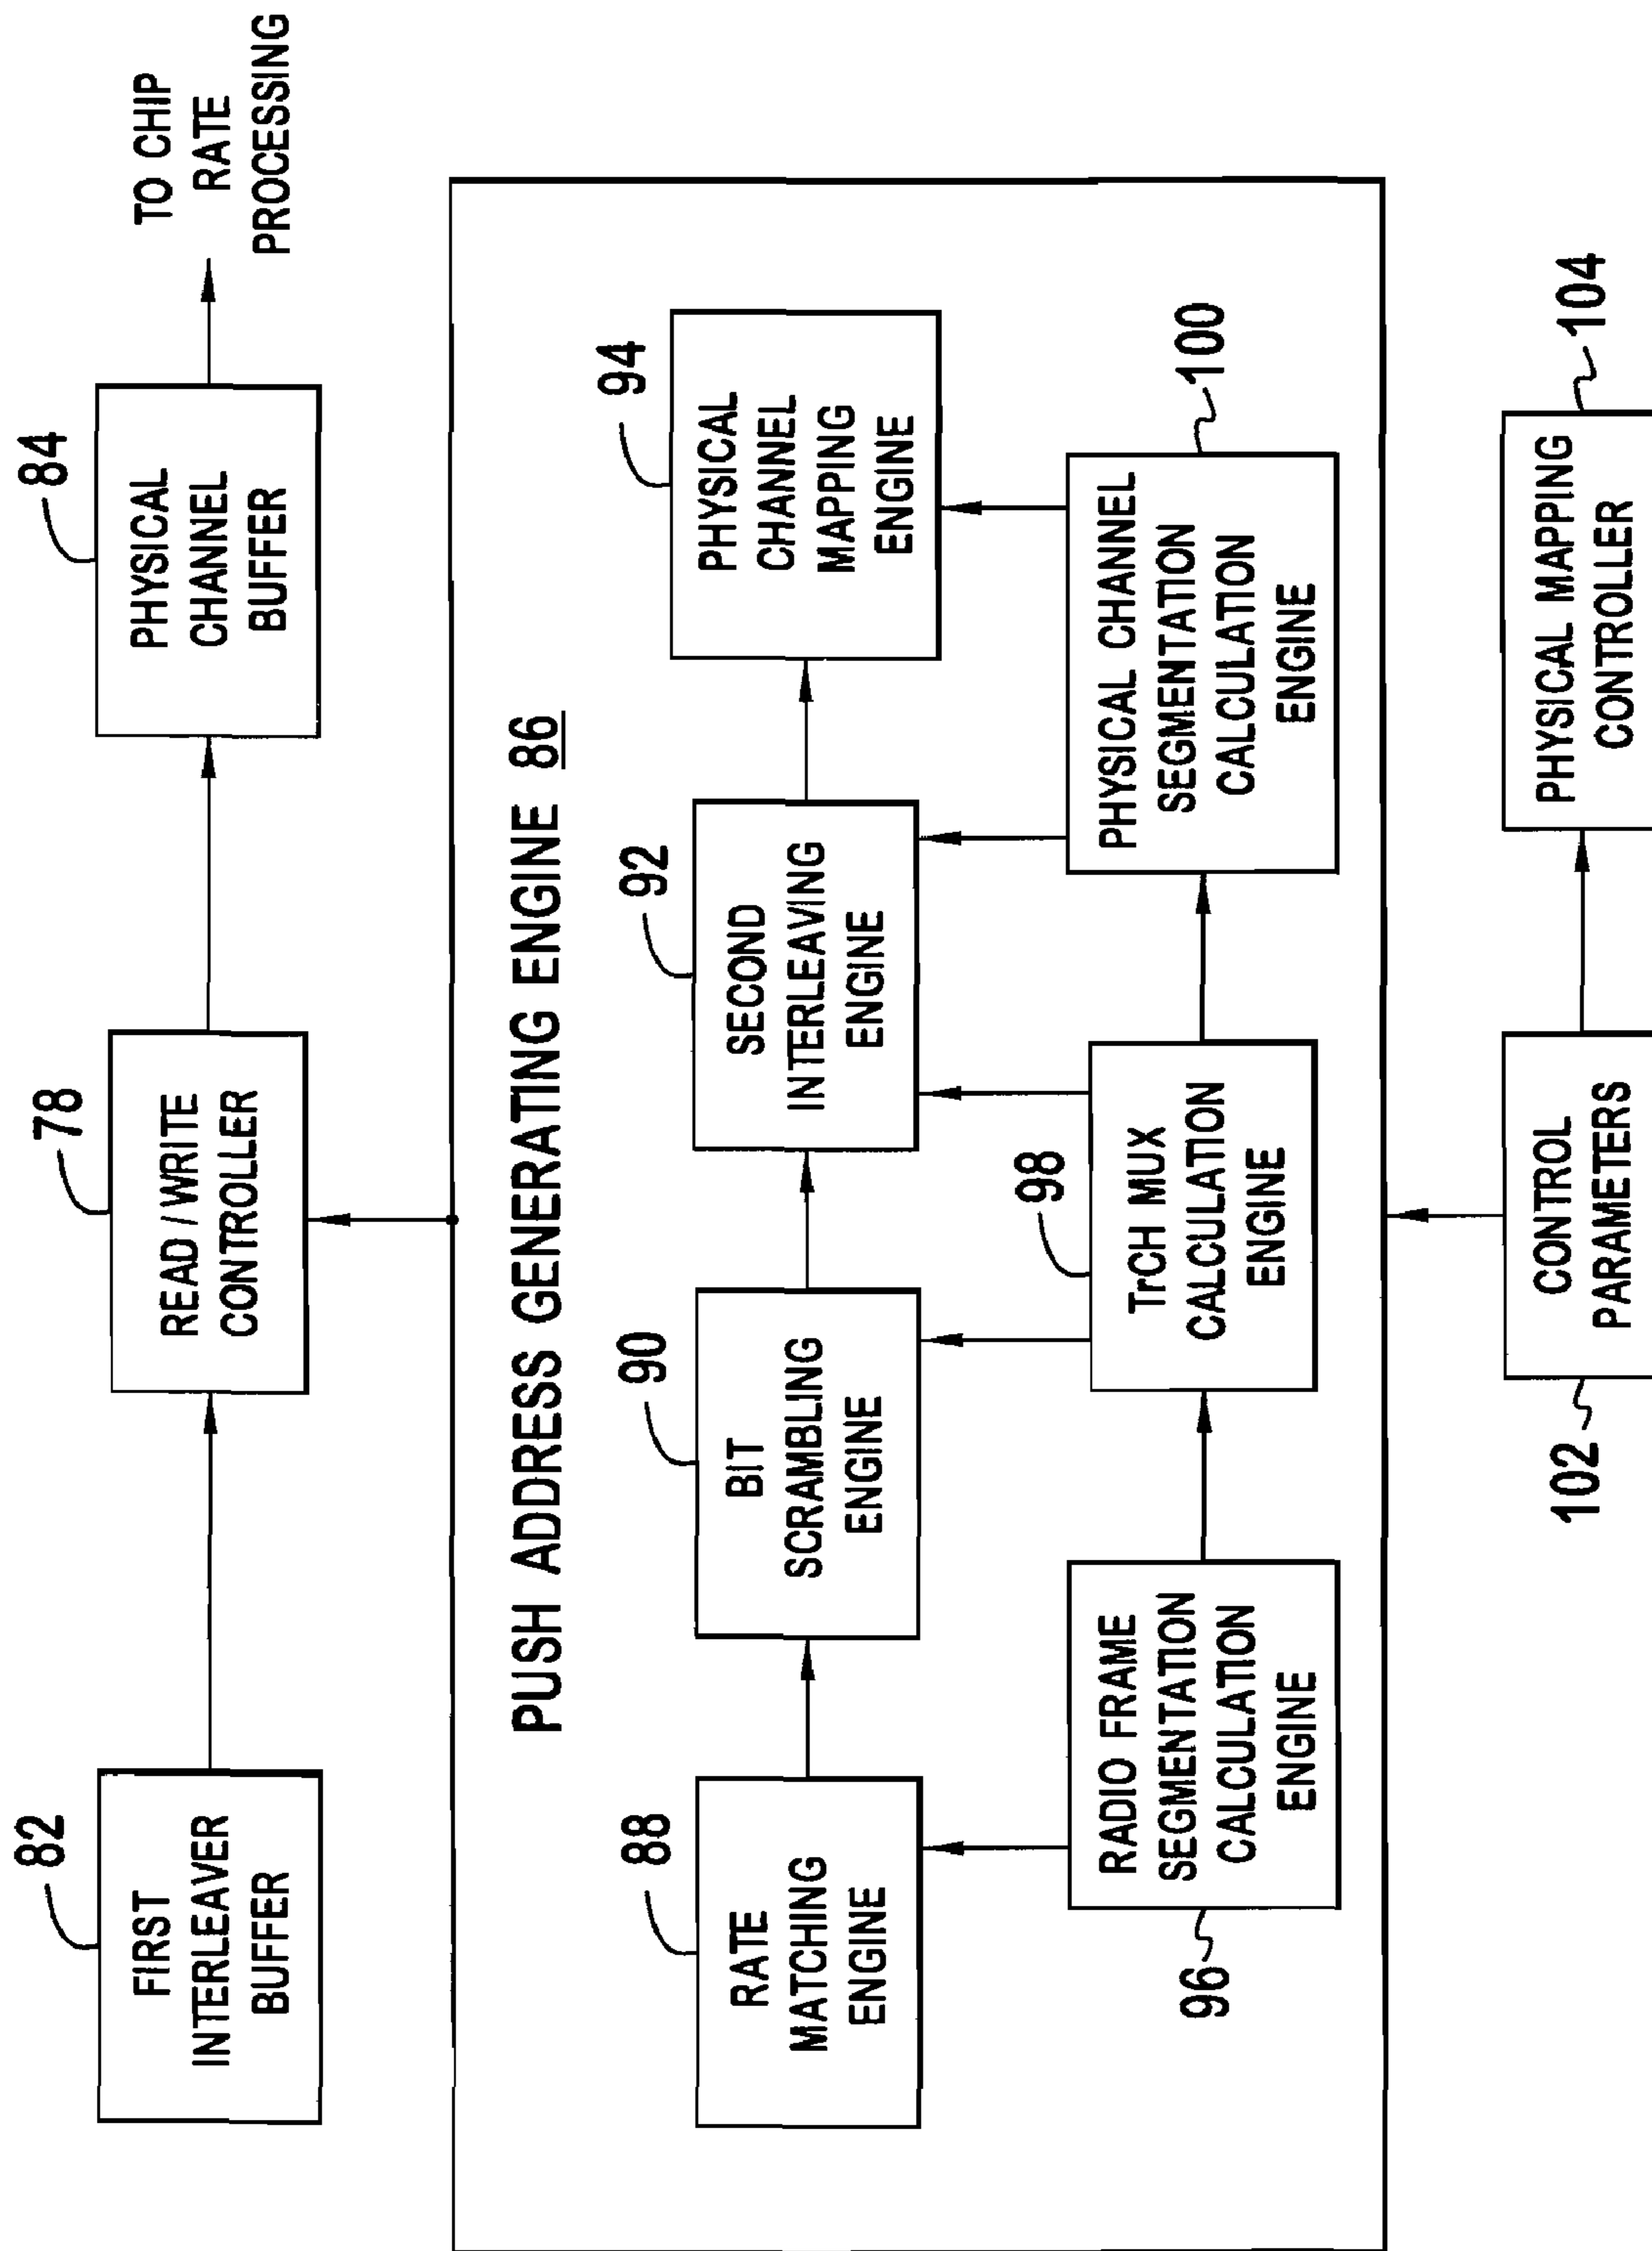 82
FIRST
INTERLEAVER
BUFFER
78
READ / WRITE
CONTROLLER
84
PHYSICAL
CHANNEL
BUFFER
TO CHIP
RATE
PROCESSING
PUSH ADDRESS GENERATING ENGINE 86
88
RATE
MATCHING
ENGINE
90
BIT
SCRAMBLING
ENGINE
92
SECOND
INTERLEAVING
ENGINE
94
PHYSICAL
CHANNEL
MAPPING
ENGINE
96
RADIO FRAME
SEGMENTATION
CALCULATION
ENGINE
98
TrCH MUX
CALCULATION
ENGINE
100
PHYSICAL CHANNEL
SEGMENTATION
CALCULATION
ENGINE
102
CONTROL
PARAMETERS
PHYSICAL MAPPING
CONTROLLER
104